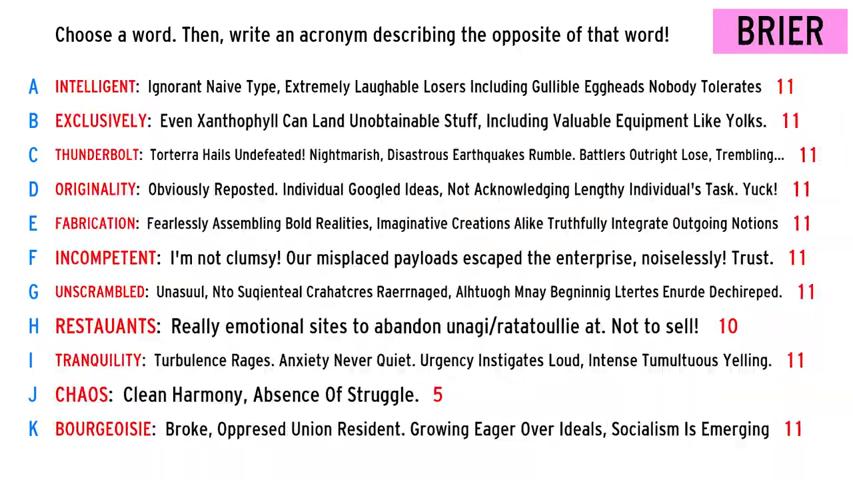 Choose a word. Then, write an acronym describing the opposite of that word!
BRIER
A INTELLIGENT: Ignorant Naive Type, Extremely Laughable Losers Including Gullible Eggheads Nobody Tolerates 11
B EXCLUSIVELY: Even Xanthophyll Can Land Unobtainable Stuff, Including Valuable Equipment Like Yolks. 11
C THUNDERBOLT: Torterra Hails Undefeated! Nightmarish, Disastrous Earthquakes Rumble. Battlers Outright Lose, Trembling... 11
D ORIGINALITY: Obviously Reposted. Individual Googled Ideas, Not Acknowledging Lengthy Individual's Task. Yuck! 11
E FABRICATION: Fearlessly Assembling Bold Realities, Imaginative Creations Alike Truthfully Integrate Outgoing Notions 11
F INCOMPETENT: I'm not clumsy! Our misplaced payloads escaped the enterprise, noiselessly! Trust. 11
G UNSCRAMBLED: Unasuul, Nto Suqienteal Crahatcres Raerrnaged, Alhtuogh Mnay Begninnig Ltertes Enurde Dechireped. 11
H RESTAUANTS: Really emotional sites to abandon unagi/ratatoullie at. Not to sell! 10
I TRANQUILITY: Turbulence Rages. Anxiety Never Quiet. Urgency Instigates Loud, Intense Tumultuous Yelling. 11
J CHAOS: Clean Harmony, Absence Of Struggle. 5
K BOURGEOISIE: Broke, Oppresed Union Resident. Growing Eager Over Ideals, Socialism Is Emerging 11